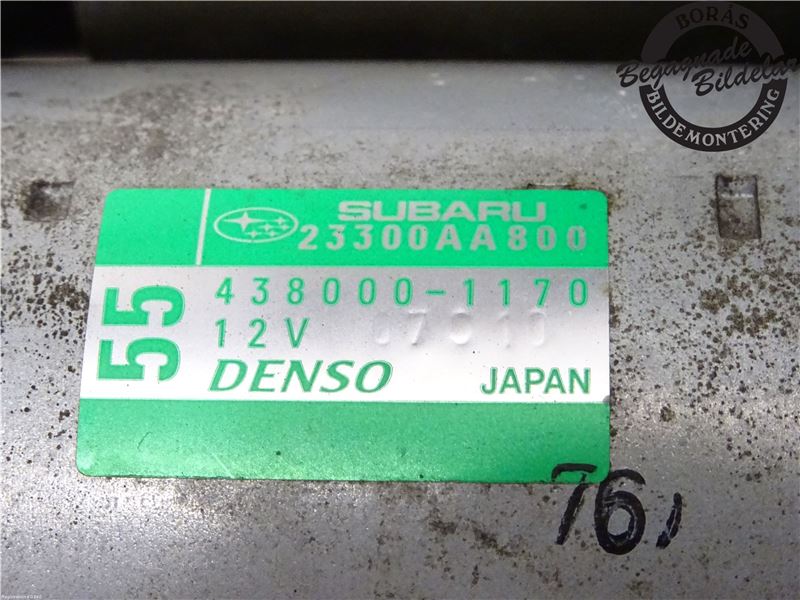 BORÅS
Begagnade
Bildelar
BILDEMONTERING
SUBARU
23300AA800
55
438000-1170
12V
DENSO
JAPAN
76,